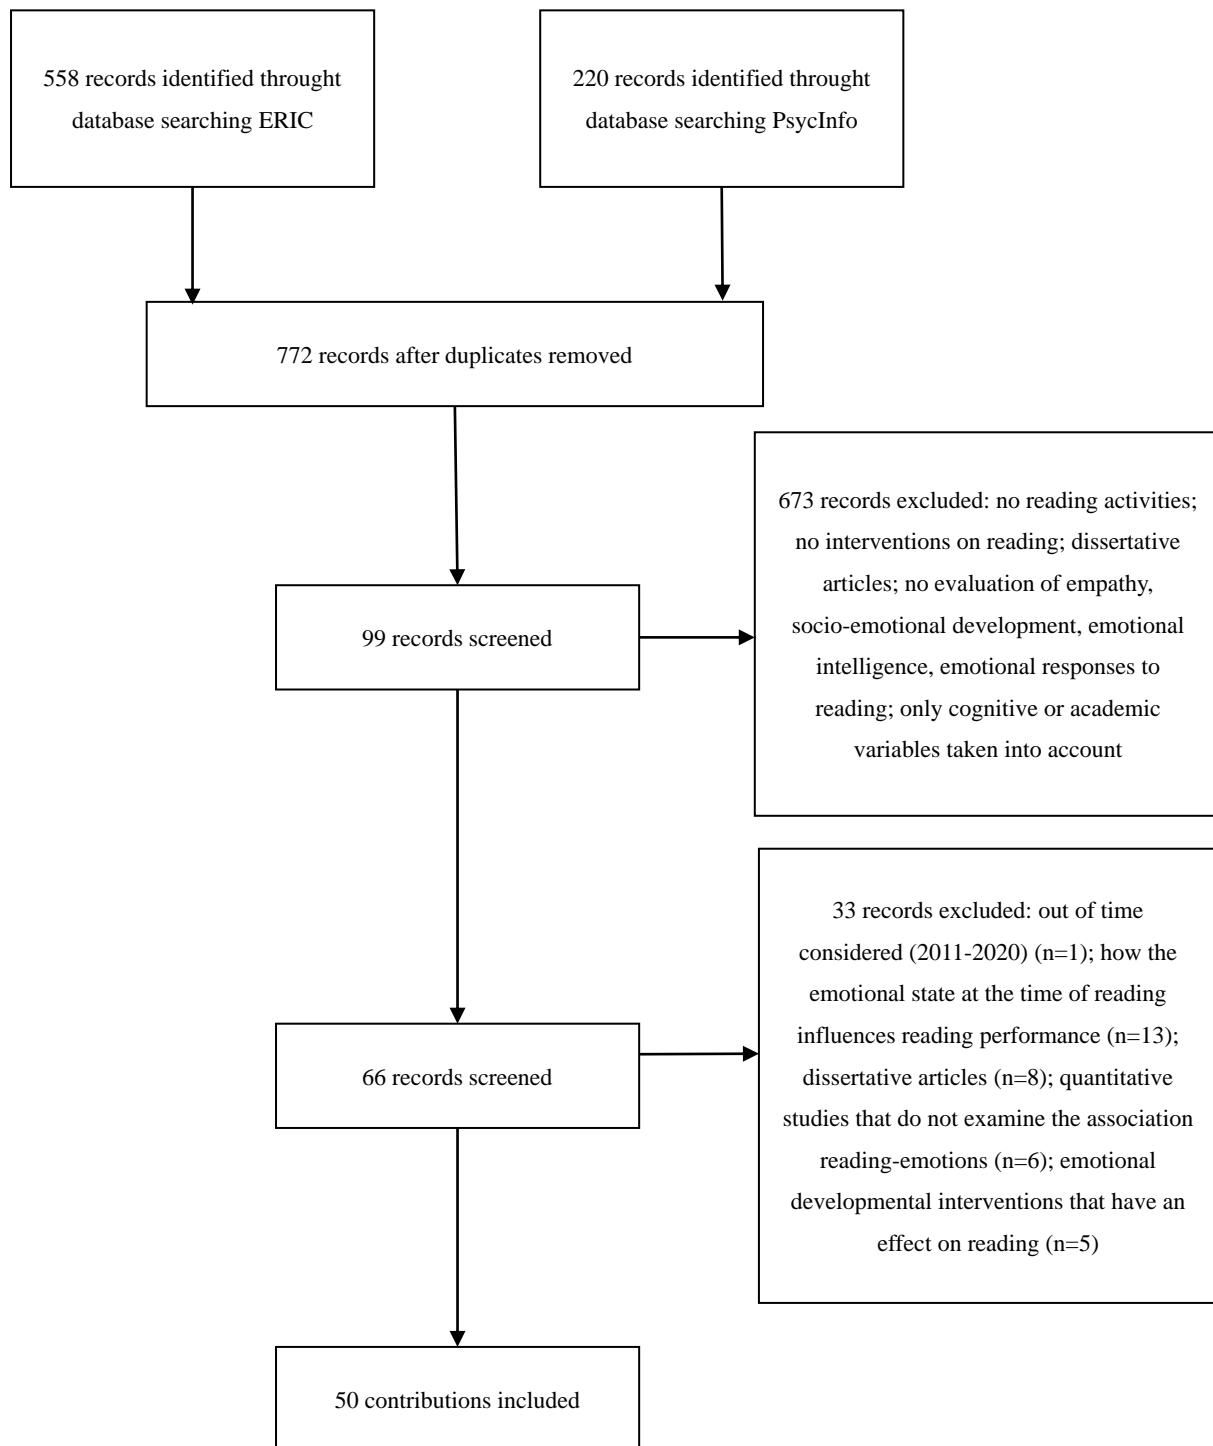 558 records identified throught
database searching ERIC
220 records identified throught
database searching PsycInfo
772 records after duplicates removed
673 records excluded: no reading activities;
no interventions on reading; dissertative
articles; no evaluation of empathy,
socio-emotional development, emotional
intelligence, emotional responses to
reading; only cognitive or academic
variables taken into account
99 records screened
33 records excluded: out of time
considered (2011-2020) (n=1); how the
emotional state at the time of reading
influences reading performance (n=13);
dissertative articles (n=8); quantitative
studies that do not examine the association
reading-emotions (n=6); emotional
developmental interventions that have an
effect on reading (n=5)
66 records screened
50 contributions included